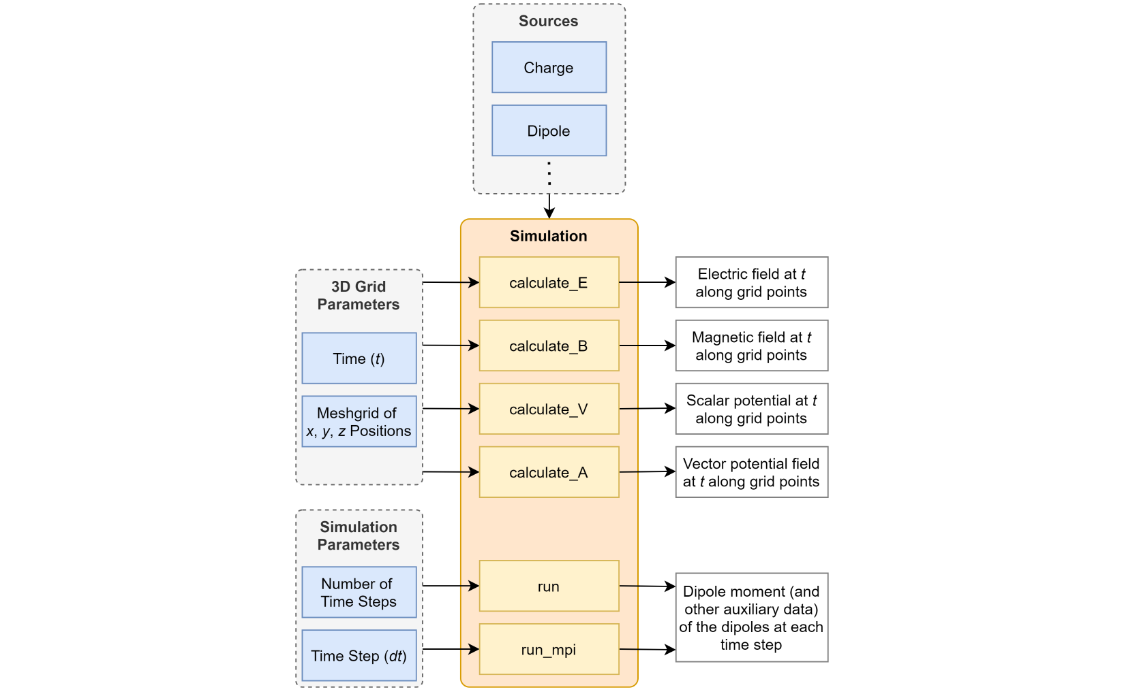 Sources
Charge
Dipole
Simulation
3D Grid
Parameters
Time (t)
Meshgrid of
x, y, z Positions
calculate_E
calculate_B
calculate_V
calculate_A
Electric field at t
along grid points
Magnetic field at t
along grid points
Scalar potential at t
along grid points
Vector potential field
at t along grid points
Simulation
Parameters
Number of
Time Steps
Time Step (dt)
run
run_mpi
Dipole moment (and
other auxiliary data)
of the dipoles at each
time step